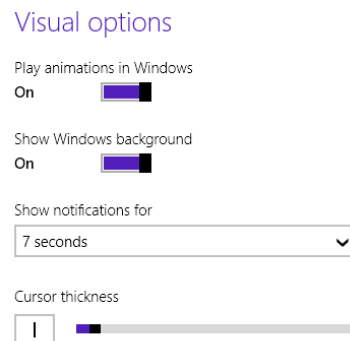 Visual options
Play animations in Windows
On
Show Windows background
On
Show notifications for
7 seconds
Cursor thickness